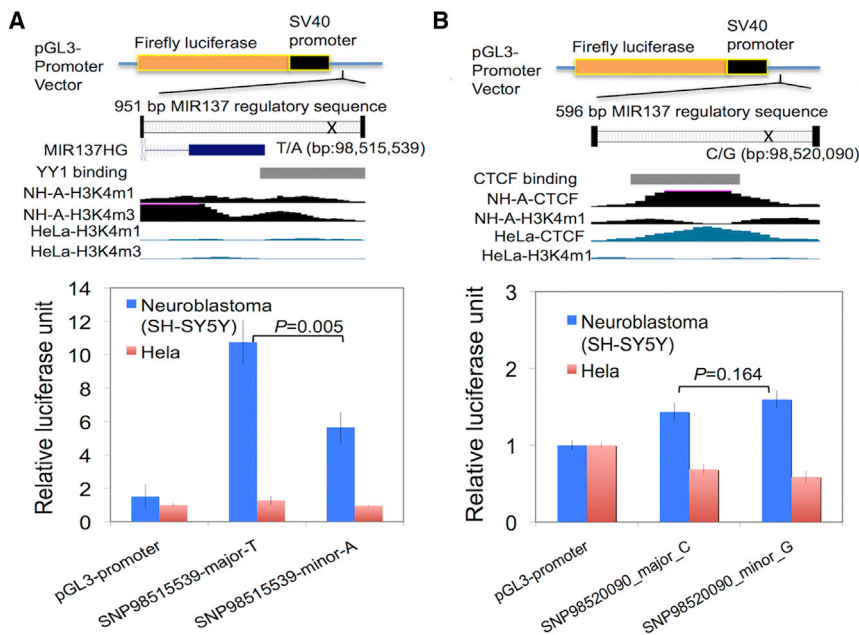 A
pGL3-
Promoter
Vector
Firefly luciferase
SV40
promoter
951 bp MIR137 regulatory sequence
X
MIR137HG
T/A (bp:98,515,539)
YY1 binding
NH-A-H3K4m1
NH-A-H3K4m3
HeLa-H3K4m1
HeLa-H3K4m3
Relative luciferase unit
14
12
10
8
6
4
2
0
Neuroblastoma
(SH-SY5Y)
Hela
P=0.005
pGL3-promoter
SNP98515539-major-T
SNP98515539-minor-A
B
pGL3-
Promoter
Vector
Firefly luciferase
SV40
promoter
596 bp MIR137 regulatory sequence
X
C/G (bp:98,520,090)
CTCF binding
NH-A-CTCF
NH-A-H3K4m1
HeLa-CTCF
HeLa-H3K4m1
Relative luciferase unit
3
2
1
0
Neuroblastoma
(SH-SY5Y)
Hela
P=0.164
pGL3-promoter
SNP98520090_major_C
SNP98520090_minor_G